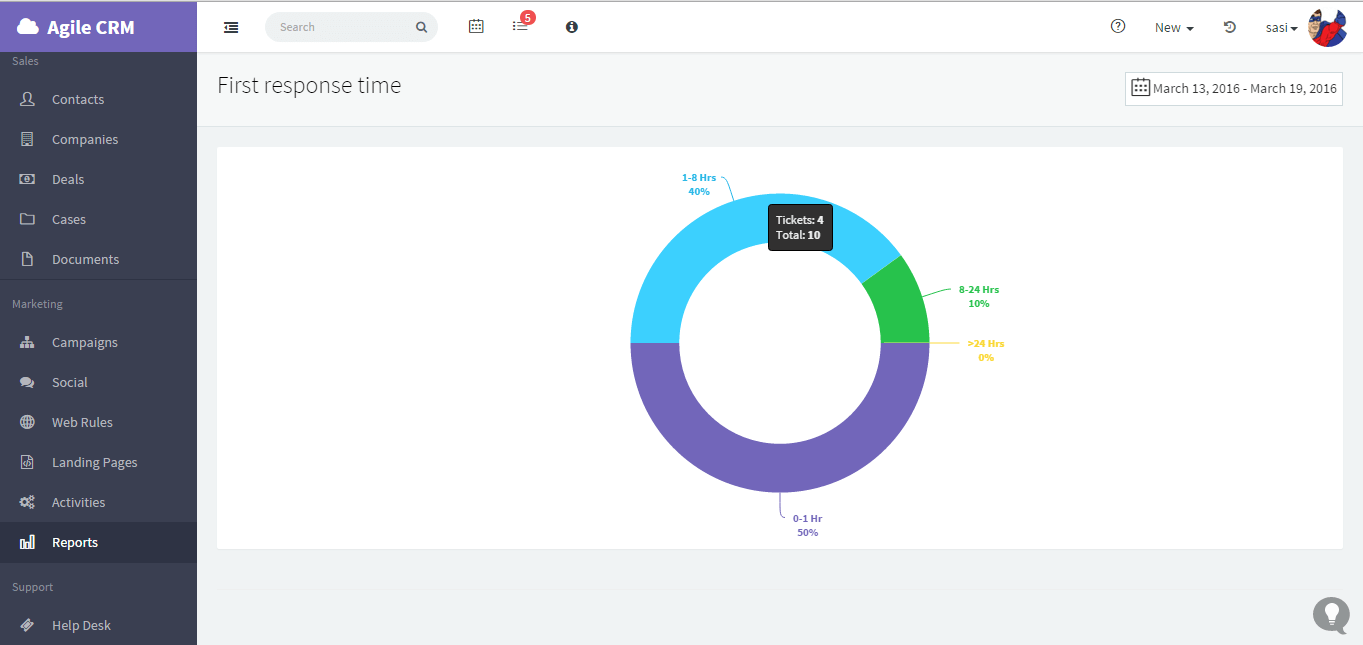 Agile CRM
Search
5
New
sasi
Sales
Contacts
Companies
Deals
Cases
Documents
Marketing
Campaigns
Social
Web Rules
Landing Pages
Activities
Reports
Support
Help Desk
First response time
March 13, 2016 - March 19, 2016
1-8 Hrs
40%
Tickets: 4
Total: 10
8-24 Hrs
10%
>24 Hrs
0%
0-1 Hr
50%